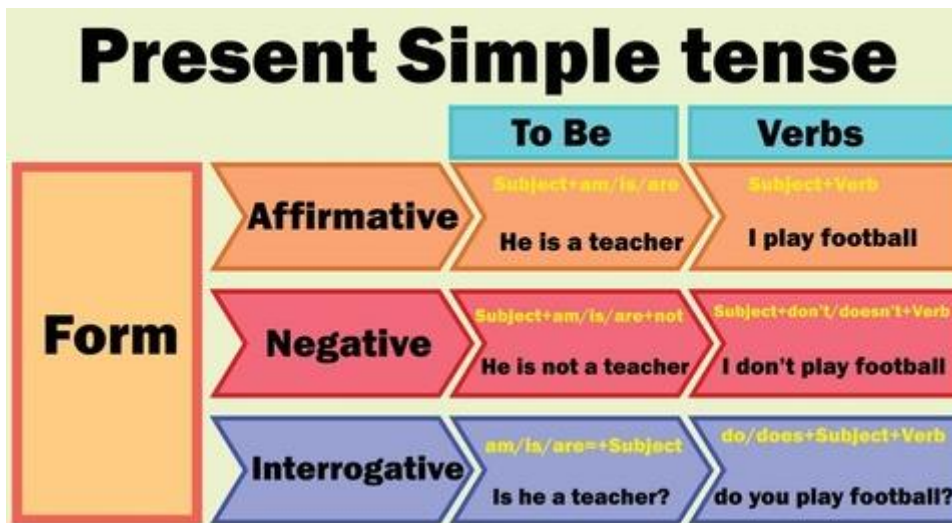 Present Simple tense
To Be
Verbs
Form
Affirmative
Subject+am/is/are
He is a teacher
Subject+Verb
I play football
Negative
Subject+am/is/are+not
He is not a teacher
Subject+don't/doesn't+Verb
I don't play football
Interrogative
am/is/are=+Subject
Is he a teacher?
do/does+Subject+Verb
do you play football?